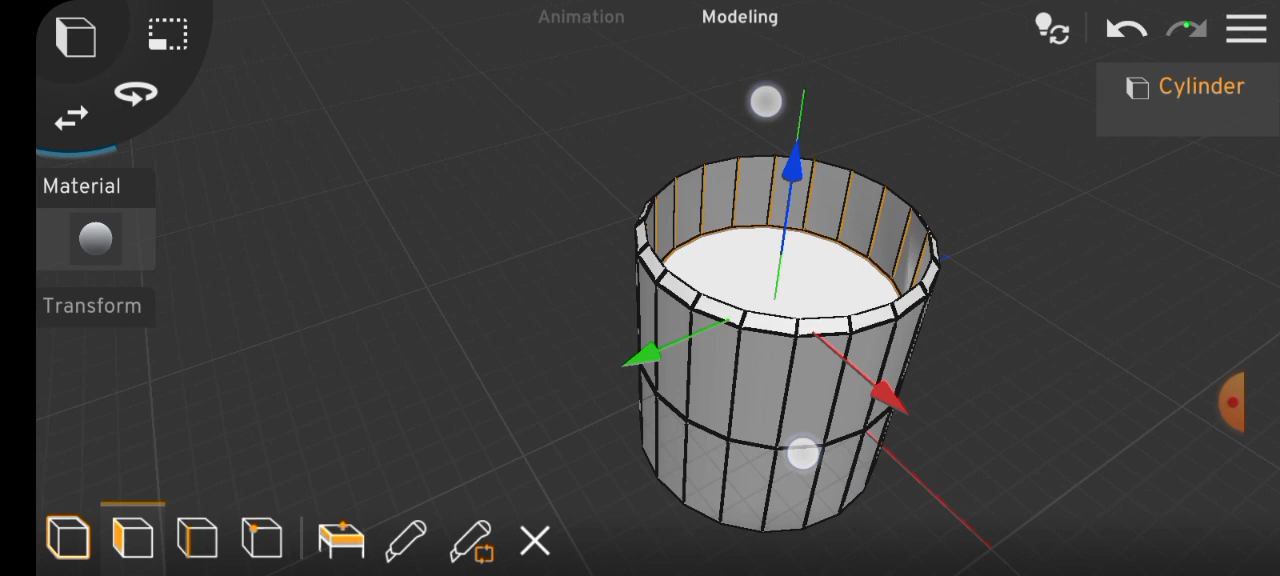 Animation
Modeling
Cylinder
Material
Transform